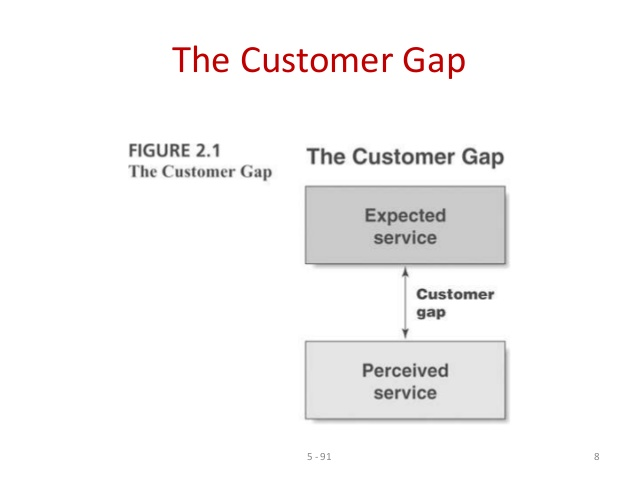 The Customer Gap
FIGURE 2.1
The Customer Gap
The Customer Gap
Expected
service
Customer
gap
Perceived
service
5 - 91
8